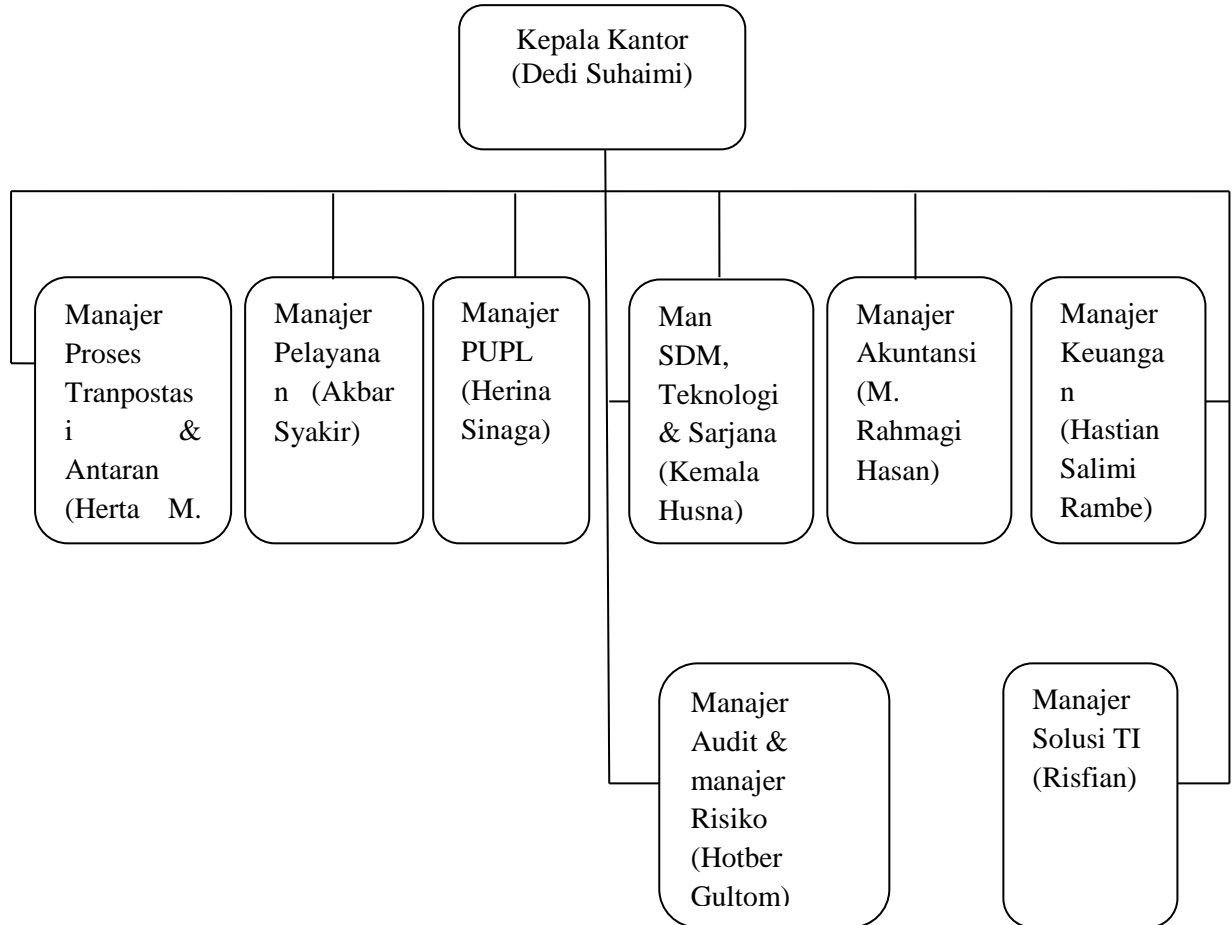 Kepala Kantor
(Dedi Suhaimi)
Manajer
Proses
Tranpostas
i &
Antaran
(Herta M.
Manajer
Pelayana
n (Akbar
Syakir)
Manajer
PUPL
(Herina
Sinaga)
Man
SDM,
Teknologi
& Sarjana
(Kemala
Husna)
Manajer
Akuntansi
(M.
Rahmagi
Hasan)
Manajer
Keuangan
n
(Hastian
Salimi
Rambe)
Manajer
Audit &
manajer
Risiko
(Hotber
Gultom)
Manajer
Solusi TI
(Risfian)